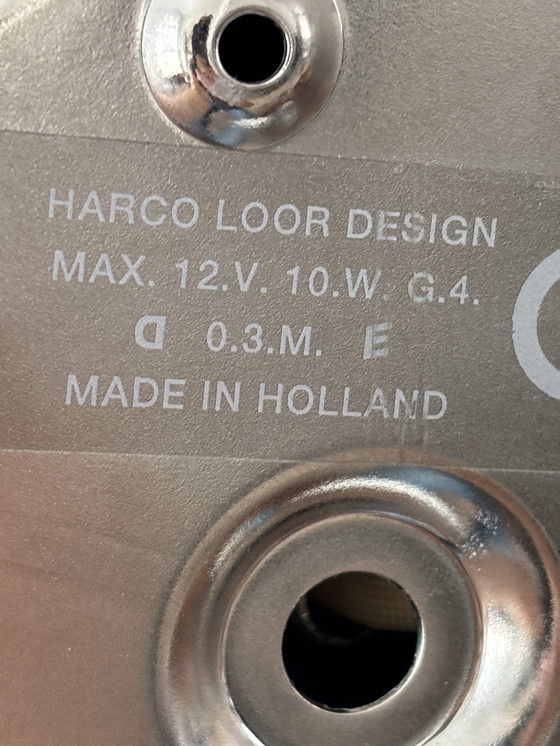 HARCO LOOR DESIGN
MAX. 12.V. 10.W. G.4.
D 0.3.M. E
MADE IN HOLLAND